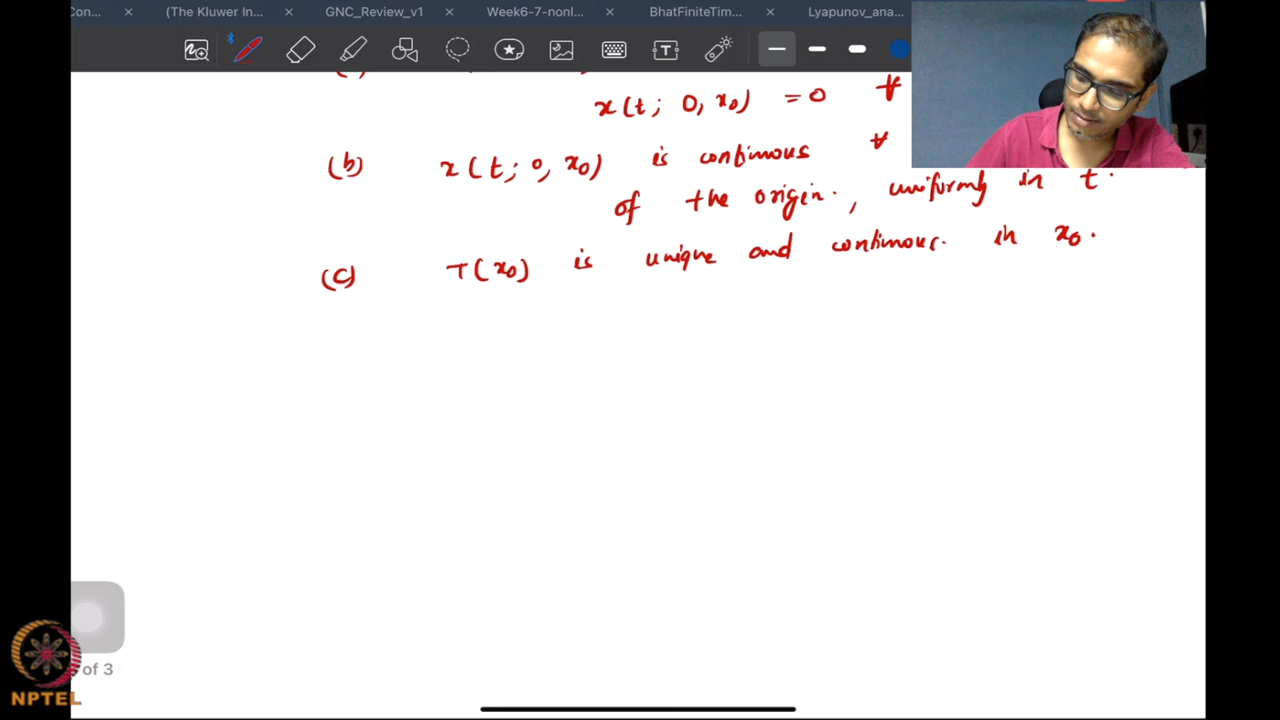 Con... (The Kluwer In... GNC_Review_v1 Week6-7-nonl... BhatFiniteTim... Lyapunov_ana...
x(t; 0, x₀) = 0 ∀
(b) x(t; 0, x₀) is continuous ∀
of the origin., uniformly in t.
(c) T(x₀) is unique and continuous. in x₀.
of 3
NPTEL